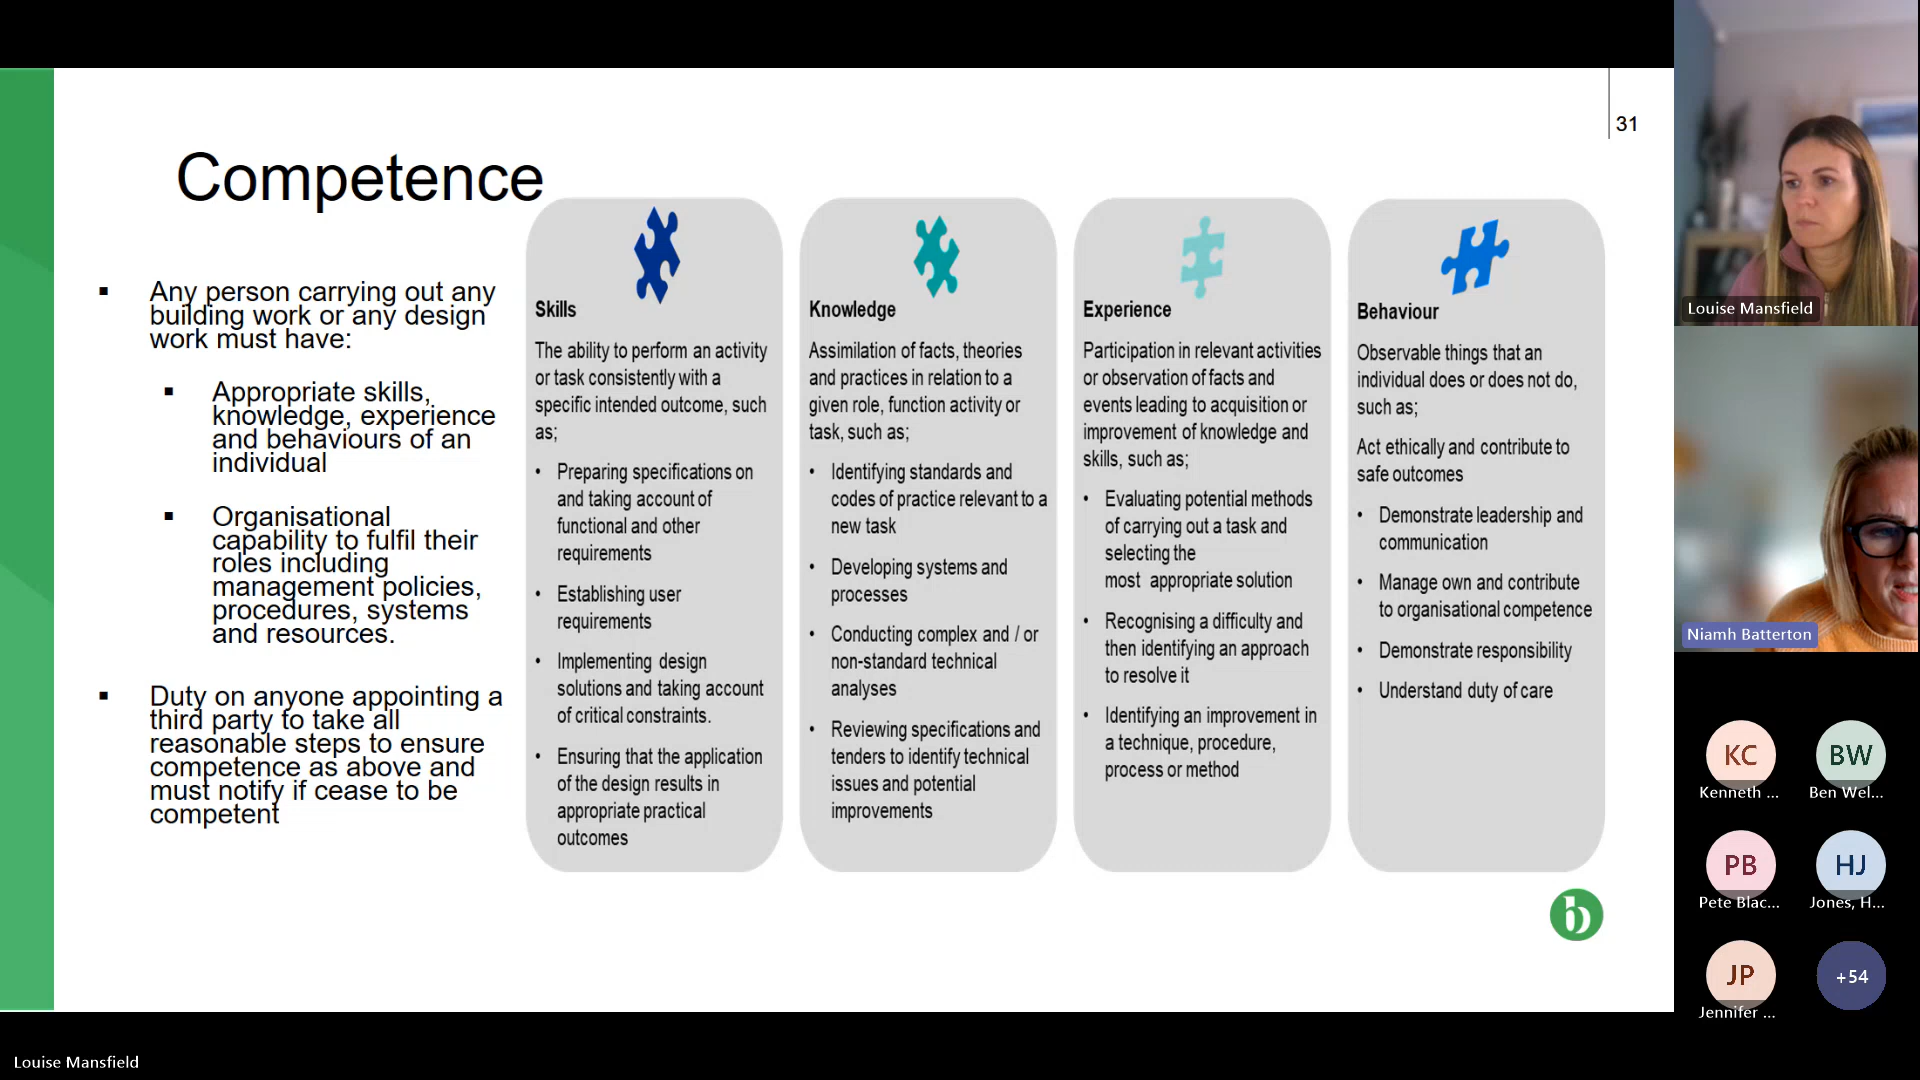 31
Competence
▪ Any person carrying out any
building work or any design
work must have:
▪ Appropriate skills,
knowledge, experience
and behaviours of an
individual
▪ Organisational
capability to fulfil their
roles including
management policies,
procedures, systems
and resources.
▪ Duty on anyone appointing a
third party to take all
reasonable steps to ensure
competence as above and
must notify if cease to be
competent
Skills
The ability to perform an activity
or task consistently with a
specific intended outcome, such
as;
• Preparing specifications on
and taking account of
functional and other
requirements
• Establishing user
requirements
• Implementing design
solutions and taking account
of critical constraints.
• Ensuring that the application
of the design results in
appropriate practical
outcomes
Knowledge
Assimilation of facts, theories
and practices in relation to a
given role, function activity or
task, such as;
• Identifying standards and
codes of practice relevant to a
new task
• Developing systems and
processes
• Conducting complex and / or
non-standard technical
analyses
• Reviewing specifications and
tenders to identify technical
issues and potential
improvements
Experience
Participation in relevant activities
or observation of facts and
events leading to acquisition or
improvement of knowledge and
skills, such as;
• Evaluating potential methods
of carrying out a task and
selecting the
most appropriate solution
• Recognising a difficulty and
then identifying an approach
to resolve it
• Identifying an improvement in
a technique, procedure,
process or method
Behaviour
Observable things that an
individual does or does not do,
such as;
Act ethically and contribute to
safe outcomes
• Demonstrate leadership and
communication
• Manage own and contribute
to organisational competence
• Demonstrate responsibility
• Understand duty of care
b
Louise Mansfield
Niamh Batterton
KC
Kenneth ...
BW
Ben Wel...
PB
Pete Blac...
HJ
Jones, H...
JP
Jennifer ...
+54
Louise Mansfield